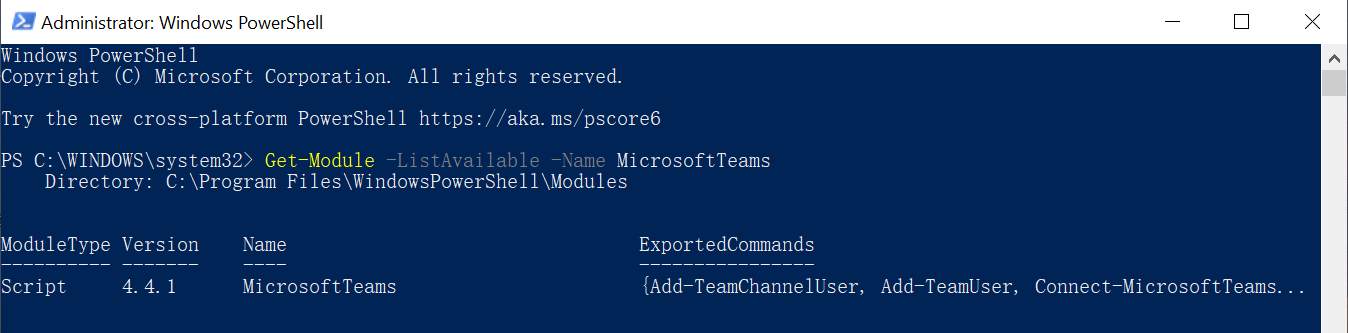 Administrator: Windows PowerShell
Windows PowerShell
Copyright (C) Microsoft Corporation. All rights reserved.
Try the new cross-platform PowerShell https://aka.ms/pscore6
PS C:\WINDOWS\system32> Get-Module -ListAvailable -Name MicrosoftTeams
    Directory: C:\Program Files\WindowsPowerShell\Modules
ModuleType Version    Name                                ExportedCommands
---------- -------    ----                                ----------------
Script     4.4.1      MicrosoftTeams                      {Add-TeamChannelUser, Add-TeamUser, Connect-MicrosoftTeams...